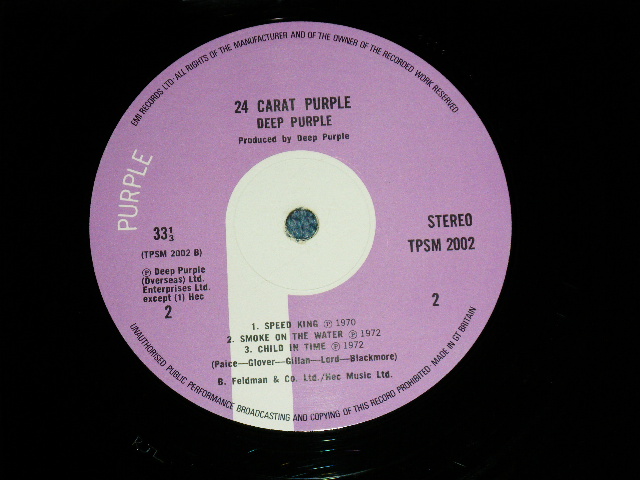 EMI RECORDS LTD·ALL RIGHTS OF THE MANUFACTURER AND OF THE OWNER OF THE RECORDED WORK RESERVED
24 CARAT PURPLE
DEEP PURPLE
Produced by Deep Purple
PURPLE
33⅓
(TPSM 2002 B)
℗ Deep Purple
(Overseas) Ltd.
Enterprises Ltd.
except (1) Hec
2
STEREO
TPSM 2002
2
1. SPEED KING ℗ 1970
2. SMOKE ON THE WATER ℗ 1972
3. CHILD IN TIME ℗ 1972
(Paice—Glover—Gillan—Lord—Blackmore)
B. Feldman & Co. Ltd./Hec Music Ltd.
UNAUTHORISED PUBLIC PERFORMANCE BROADCASTING AND COPYING OF THIS RECORD PROHIBITED·MADE IN GT BRITAIN